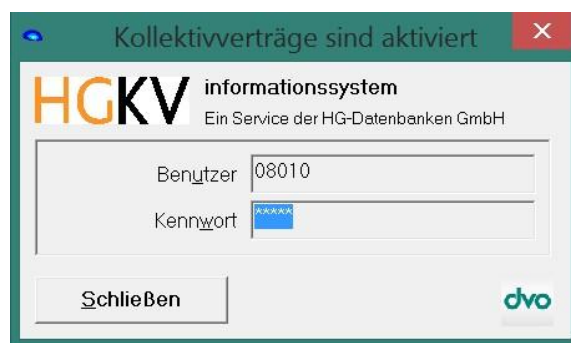 Kollektivverträge sind aktiviert
HGKV informationssystem
Ein Service der HG-Datenbanken GmbH
Benutzer 08010
Kennwort *****
Schließen
dvo